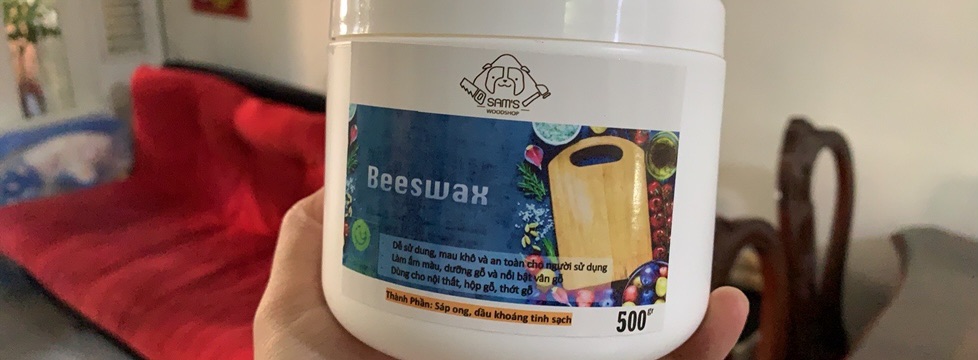 SAM'S
WOODSHOP
Beeswax
Dễ sử dụng, mau khô và an toàn cho người sử dụng
Làm ấm màu, dưỡng gỗ và nổi bật vân gỗ
Dùng cho nội thất, hộp gỗ, thớt gỗ
Thành Phần: Sáp ong, dầu khoáng tinh sạch
500gr